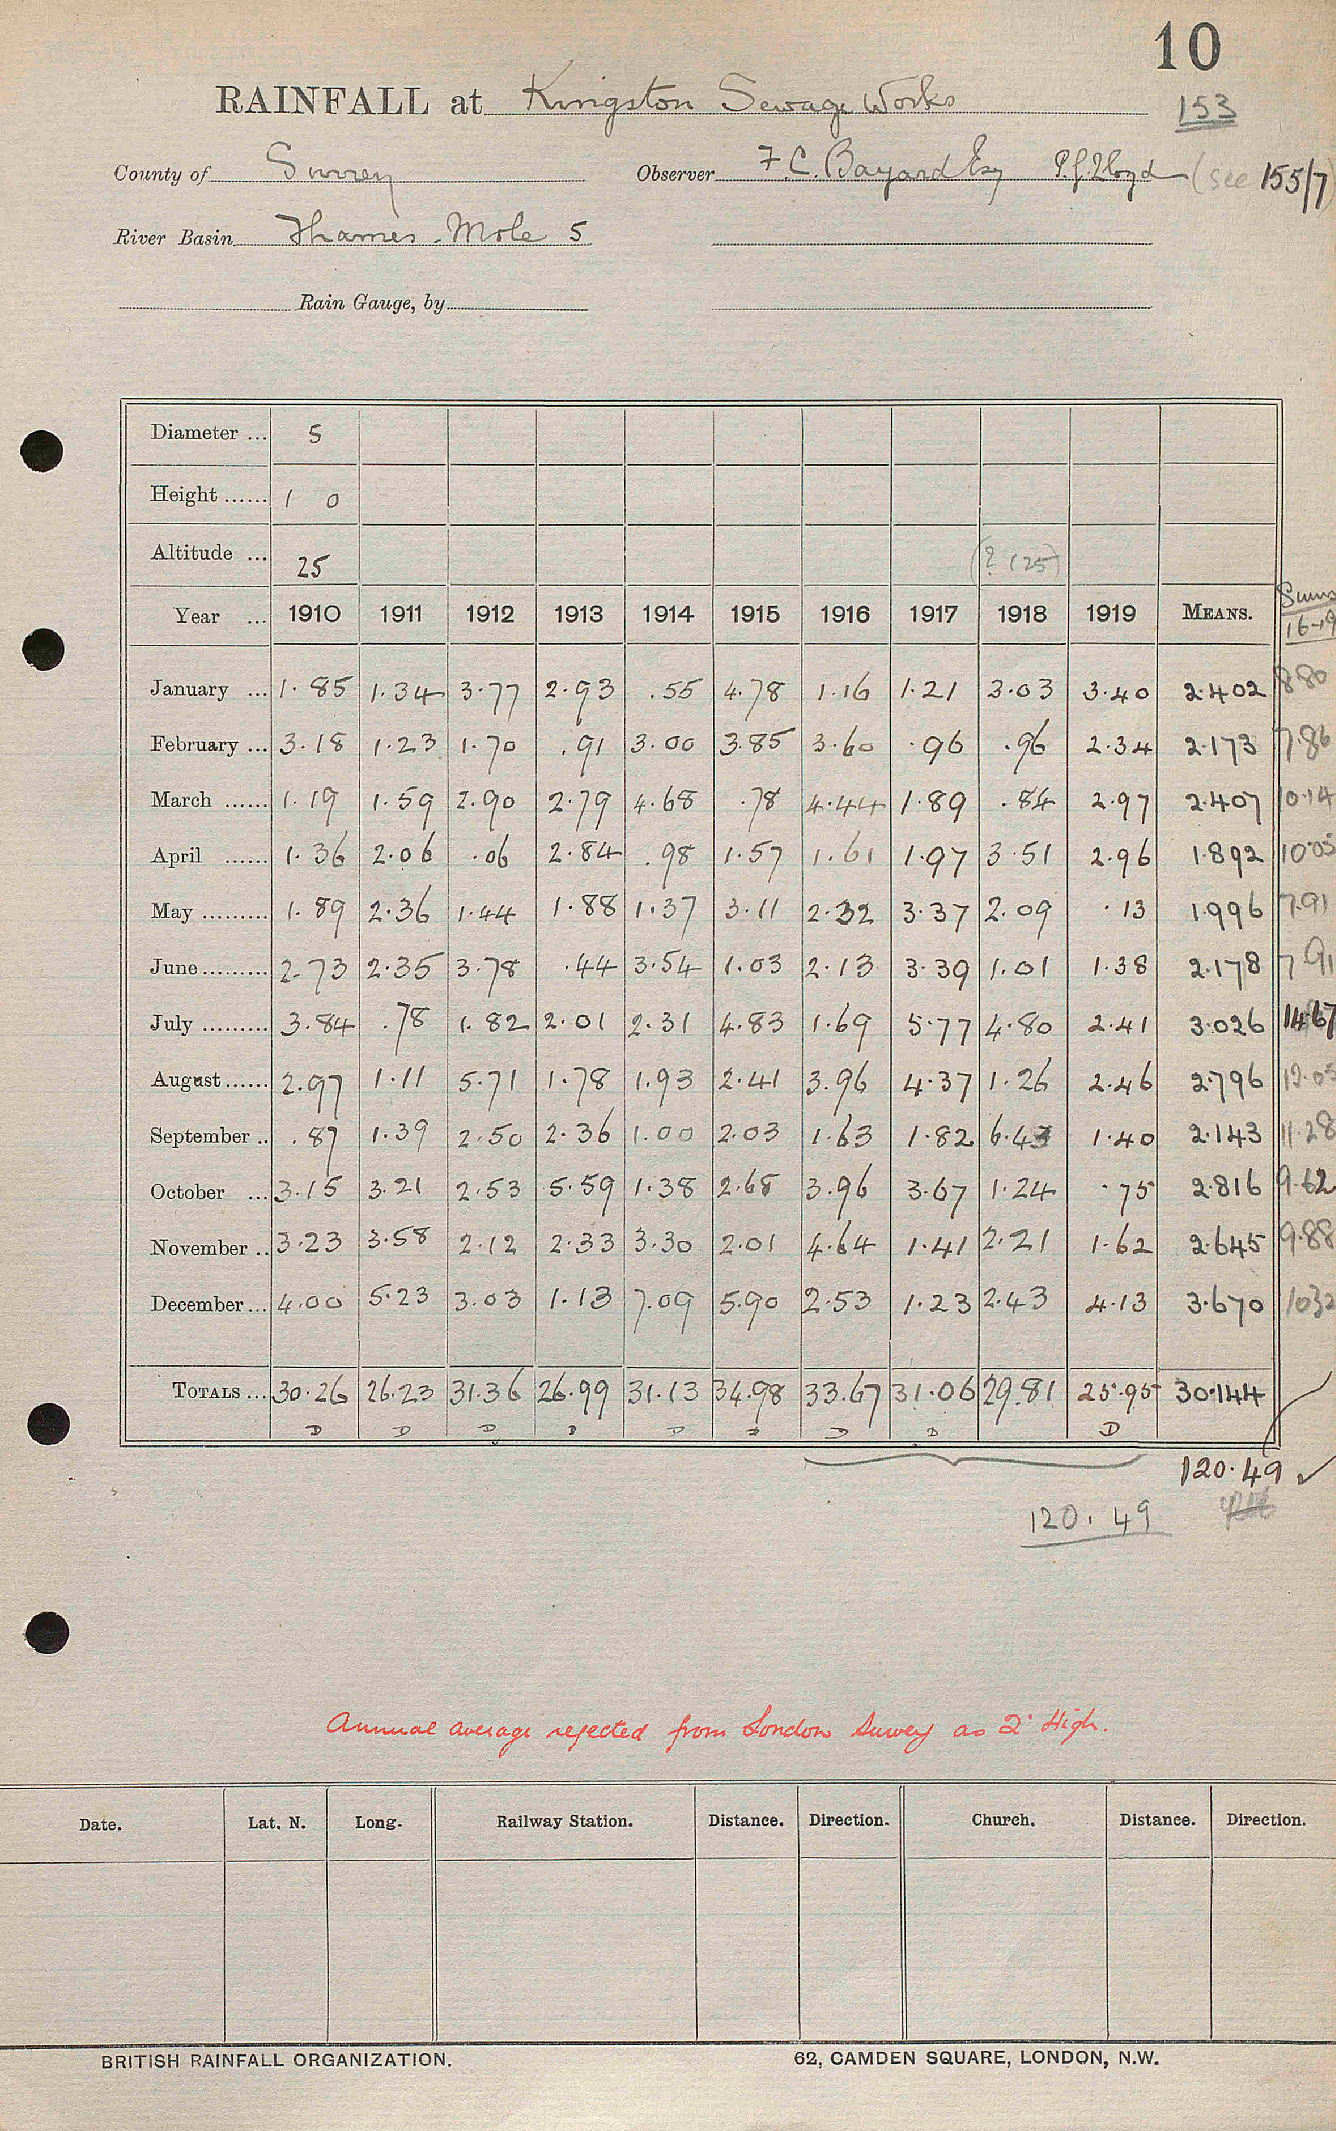 10
RAINFALL at Kingston Sewage Works
153
County of Surrey Observer F. C. Bayard Esq P. J. Lloyd (see 155/7)
River Basin Thames - Mole 5
Rain Gauge, by
Diameter ... 5
Height ...... 1 0
Altitude ... 25 (? 125)
Year ... 1910 1911 1912 1913 1914 1915 1916 1917 1918 1919 MEANS. Sums 16-19
January ... 1.85 1.34 3.77 2.93 .55 4.78 1.16 1.21 3.03 3.40 2.402 8.80
February ... 3.18 1.23 1.70 .91 3.00 3.85 3.60 .96 .96 2.34 2.173 7.86
March ...... 1.19 1.59 2.90 2.79 4.68 .78 4.44 1.89 .84 2.97 2.407 10.14
April ...... 1.36 2.06 .06 2.84 .98 1.57 1.61 1.97 3.51 2.96 1.892 10.05
May ......... 1.89 2.36 1.44 1.88 1.37 3.11 2.32 3.37 2.09 .13 1.996 7.91
June ......... 2.73 2.35 3.78 .44 3.54 1.03 2.13 3.39 1.01 1.38 2.178 7.91
July ......... 3.84 .78 1.82 2.01 2.31 4.83 1.69 5.77 4.80 2.41 3.026 14.67
August ...... 2.97 1.11 5.71 1.78 1.93 2.41 3.96 4.37 1.26 2.46 2.796 12.05
September .. .87 1.39 2.50 2.36 1.00 2.03 1.63 1.82 6.43 1.40 2.143 11.28
October ... 3.15 3.21 2.53 5.59 1.38 2.68 3.96 3.67 1.24 .75 2.816 9.62
November .. 3.23 3.58 2.12 2.33 3.30 2.01 4.64 1.41 2.21 1.62 2.645 9.88
December ... 4.00 5.23 3.03 1.13 7.09 5.90 2.53 1.23 2.43 4.13 3.670 10.32
TOTALS ... 30.26 26.23 31.36 26.99 31.13 34.98 33.67 31.06 29.81 25.95 30.144
D D D D D D D D D
120.49 ✓
120.49
Annual average rejected from London Survey as 2" High.
Date. Lat. N. Long. Railway Station. Distance. Direction. Church. Distance. Direction.
BRITISH RAINFALL ORGANIZATION. 62, CAMDEN SQUARE, LONDON, N.W.